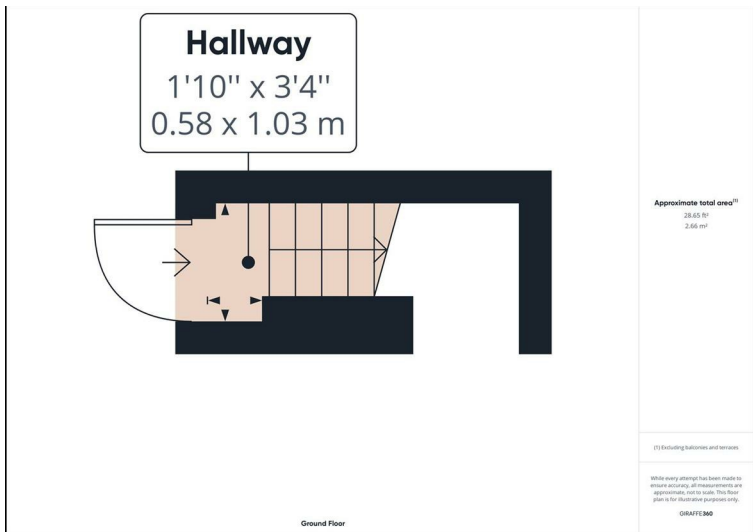 Hallway
1'10'' x 3'4''
0.58 x 1.03 m
Approximate total area(1)
28.65 ft²
2.66 m²
(1) Excluding balconies and terraces
While every attempt has been made to
ensure accuracy, all measurements are
approximate, not to scale. This floor
plan is for illustrative purposes only.
GIRAFFE360
Ground Floor